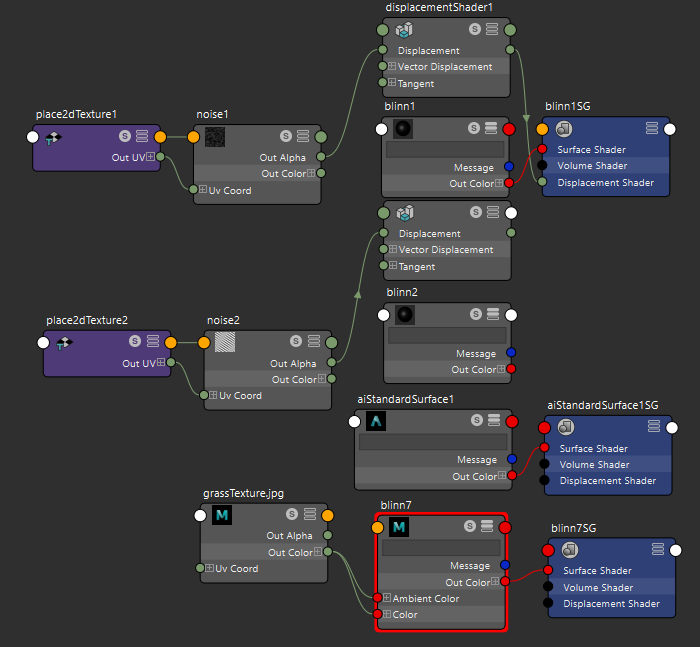 displacementShader1
S
Displacement
Vector Displacement
Tangent
place2dTexture1
S
Out UV
noise1
S
Out Alpha
Out Color
Uv Coord
blinn1
S
Message
Out Color
blinn1SG
Surface Shader
Volume Shader
Displacement Shader
S
Displacement
Vector Displacement
Tangent
place2dTexture2
S
Out UV
noise2
S
Out Alpha
Out Color
Uv Coord
blinn2
S
Message
Out Color
aiStandardSurface1
S
Message
Out Color
aiStandardSurface1SG
Surface Shader
Volume Shader
Displacement Shader
grassTexture.jpg
M
S
Out Alpha
Out Color
Uv Coord
blinn7
M
S
Message
Out Color
Ambient Color
Color
blinn7SG
Surface Shader
Volume Shader
Displacement Shader